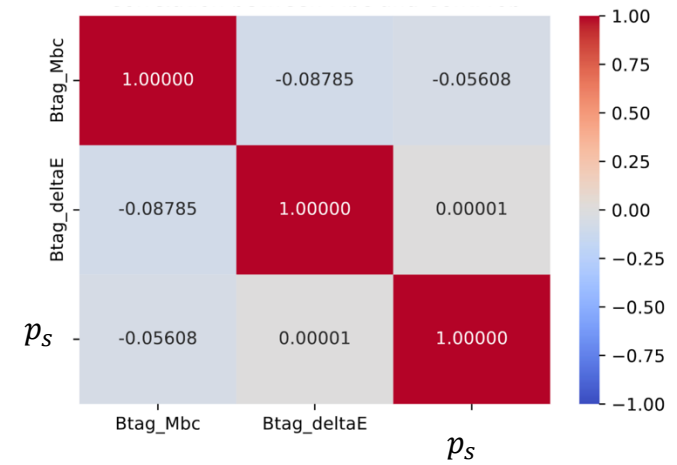 Btag_Mbc
1.00000 -0.08785 -0.05608
Btag_deltaE
-0.08785 1.00000 0.00001
p_s
-0.05608 0.00001 1.00000
Btag_Mbc Btag_deltaE p_s
1.00
0.75
0.50
0.25
0.00
−0.25
−0.50
−0.75
−1.00